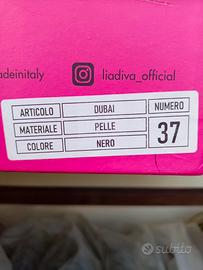 adeinitaly liadiva_official
ARTICOLO DUBAI NUMERO
MATERIALE PELLE 37
COLORE NERO
subito